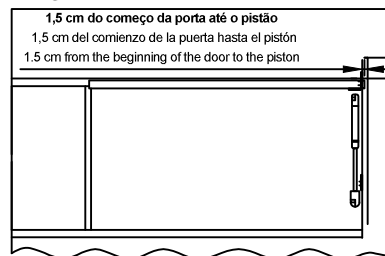 1,5 cm do começo da porta até o pistão
1,5 cm del comienzo de la puerta hasta el pistón
1.5 cm from the beginning of the door to the piston